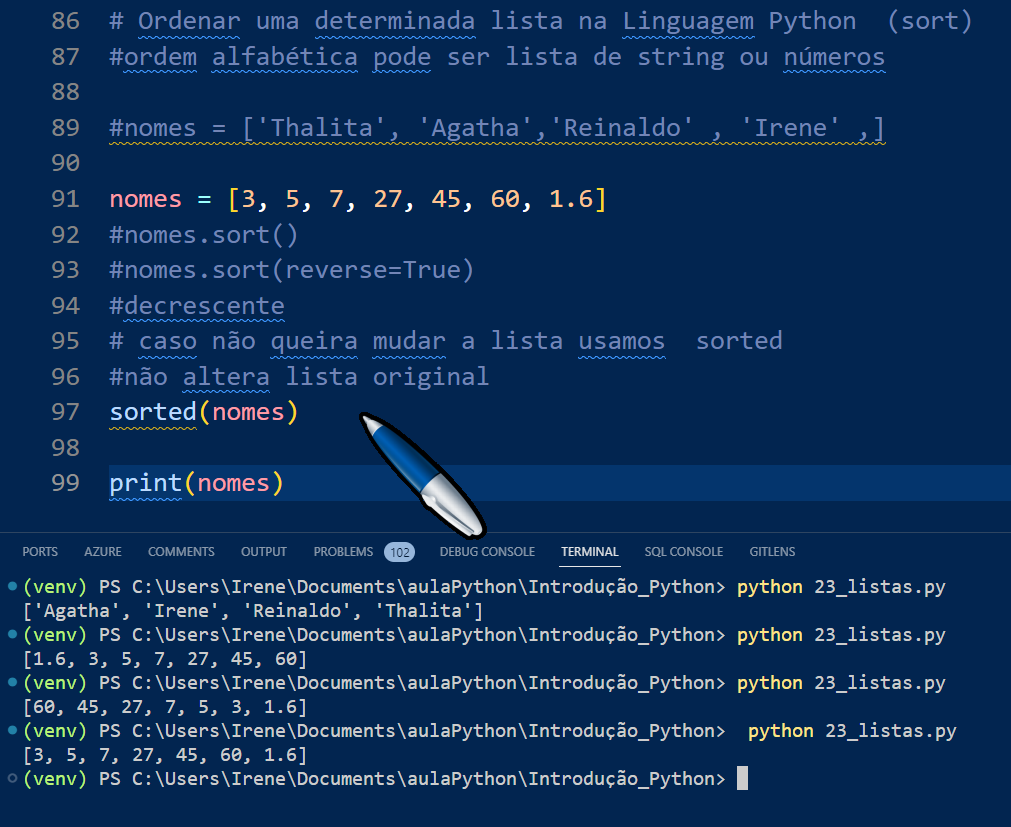 86 # Ordenar uma determinada lista na Linguagem Python  (sort)
87 #ordem alfabética pode ser lista de string ou números
88
89 #nomes = ['Thalita', 'Agatha','Reinaldo' , 'Irene' ,]
90
91 nomes = [3, 5, 7, 27, 45, 60, 1.6]
92 #nomes.sort()
93 #nomes.sort(reverse=True)
94 #decrescente
95 # caso não queira mudar a lista usamos  sorted
96 #não altera lista original
97 sorted(nomes)
98
99 print(nomes)
PORTS AZURE COMMENTS OUTPUT PROBLEMS 102 DEBUG CONSOLE TERMINAL SQL CONSOLE GITLENS
(venv) PS C:\Users\Irene\Documents\aulaPython\Introdução_Python> python 23_listas.py
['Agatha', 'Irene', 'Reinaldo', 'Thalita']
(venv) PS C:\Users\Irene\Documents\aulaPython\Introdução_Python> python 23_listas.py
[1.6, 3, 5, 7, 27, 45, 60]
(venv) PS C:\Users\Irene\Documents\aulaPython\Introdução_Python> python 23_listas.py
[60, 45, 27, 7, 5, 3, 1.6]
(venv) PS C:\Users\Irene\Documents\aulaPython\Introdução_Python>  python 23_listas.py
[3, 5, 7, 27, 45, 60, 1.6]
(venv) PS C:\Users\Irene\Documents\aulaPython\Introdução_Python>